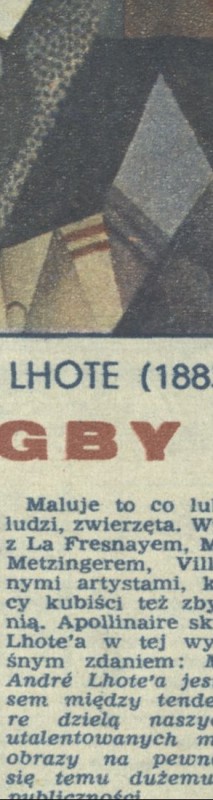 LHOTE (188
GBY
Maluje to co lu
ludzi, zwierzęta. W
z La Fresnayem, M
Metzingerem, Vill
nymi artystami, k
cy kubiści też zby
nią. Apollinaire sk
Lhote'a w tej wy
śnym zdaniem: M
André Lhote'a jes
sem między tende
re dzielą naszyc
utalentowanych m
obrazy na pewn
się temu dużemu
publiczności